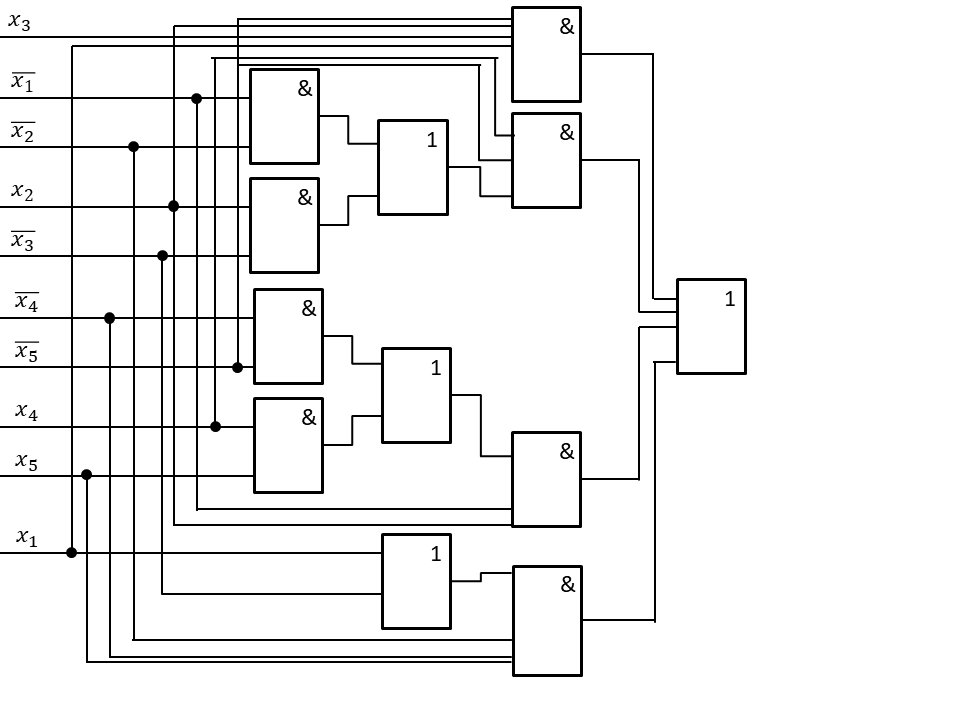 x₃
&
x̅₁
&
&
x̅₂
1
x₂
&
x̅₃
x̅₄
&
1
x̅₅
1
x₄
&
x₅
&
x₁
1
&